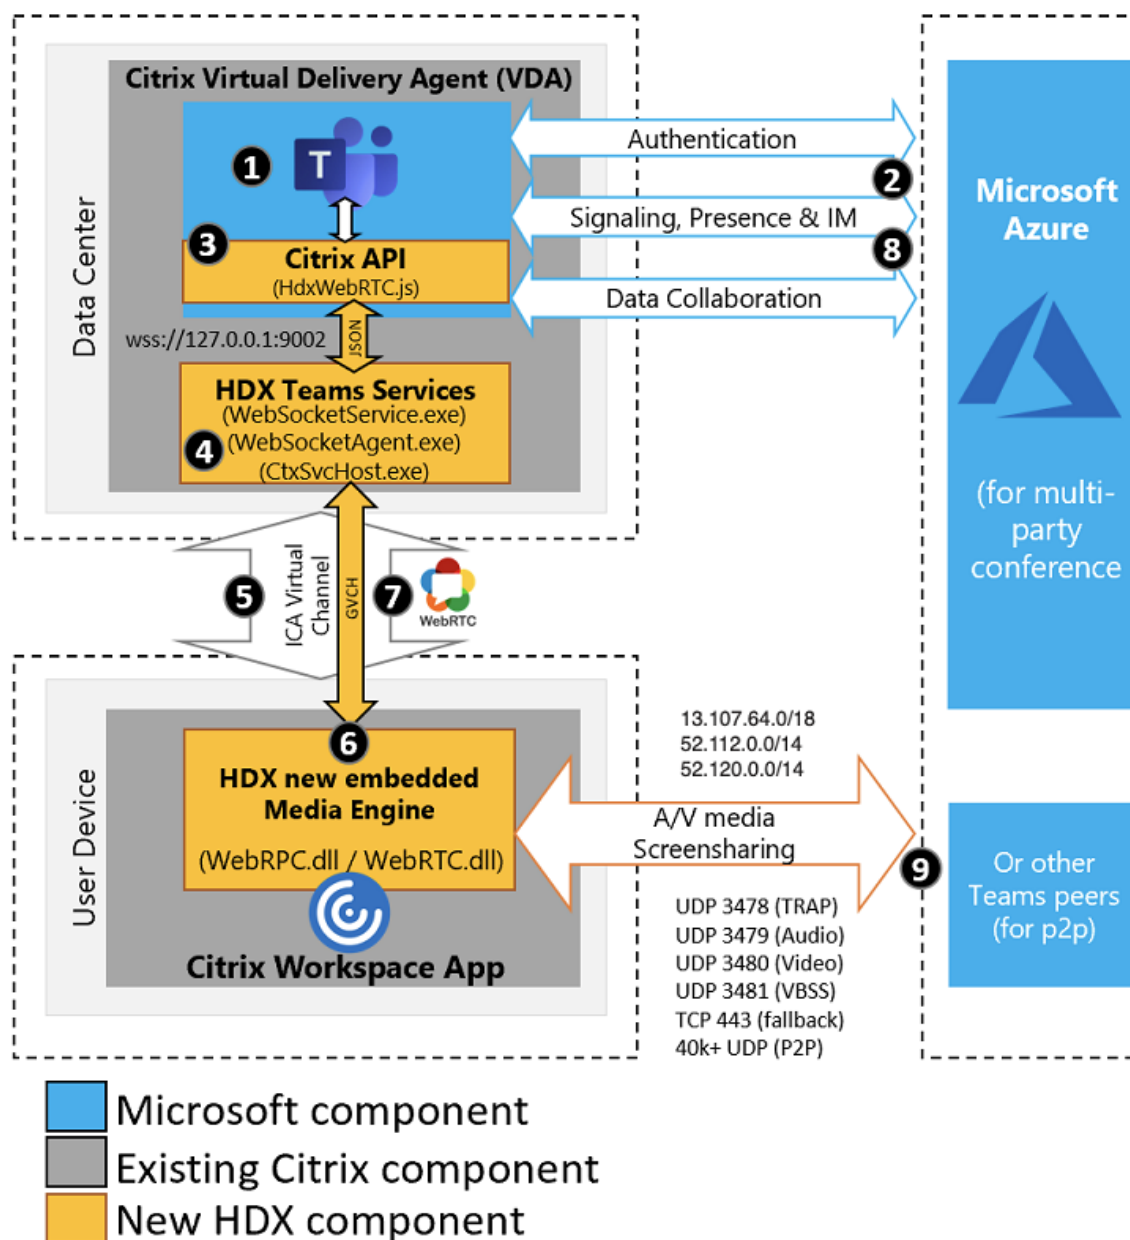 Citrix Virtual Delivery Agent (VDA)
Data Center
1
T
3
Citrix API
(HdxWebRTC.js)
wss://127.0.0.1:9002
JSON
HDX Teams Services
(WebSocketService.exe)
4
(WebSocketAgent.exe)
(CtxSvcHost.exe)
Authentication
2
Signaling, Presence & IM
8
Data Collaboration
Microsoft
Azure
(for multi-
party
conference
5
ICA Virtual
Channel
GVCH
7
WebRTC
User Device
6
HDX new embedded
Media Engine
(WebRPC.dll / WebRTC.dll)
Citrix Workspace App
13.107.64.0/18
52.112.0.0/14
52.120.0.0/14
A/V media
Screensharing
9
UDP 3478 (TRAP)
UDP 3479 (Audio)
UDP 3480 (Video)
UDP 3481 (VBSS)
TCP 443 (fallback)
40k+ UDP (P2P)
Or other
Teams peers
(for p2p)
Microsoft component
Existing Citrix component
New HDX component